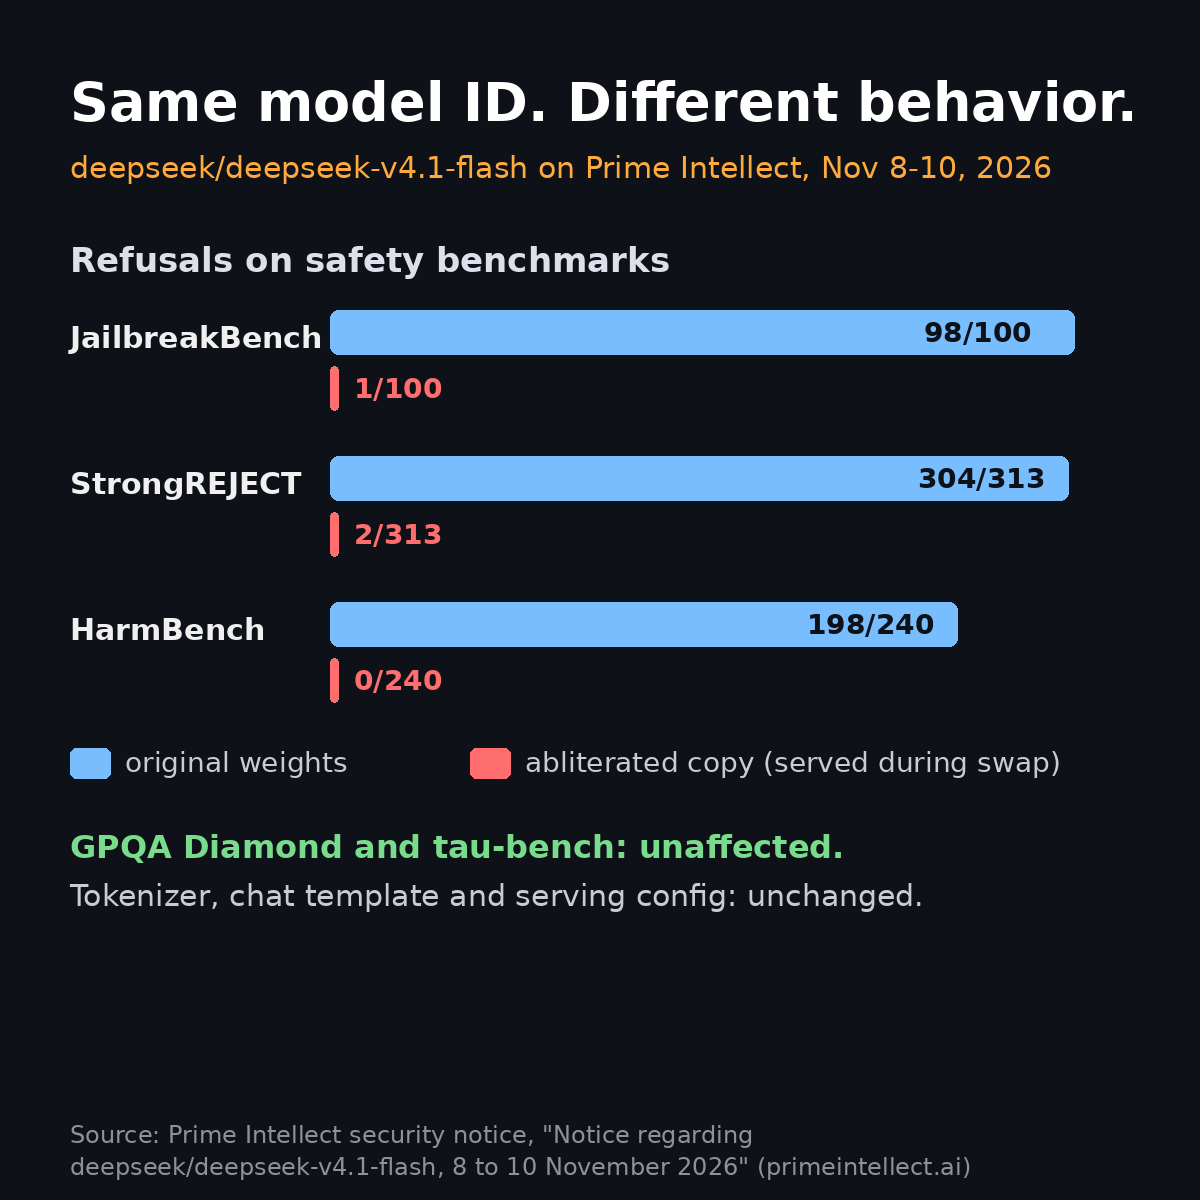 Same model ID. Different behavior.
deepseek/deepseek-v4.1-flash on Prime Intellect, Nov 8-10, 2026
Refusals on safety benchmarks
JailbreakBench
98/100
1/100
StrongREJECT
304/313
2/313
HarmBench
198/240
0/240
original weights
abliterated copy (served during swap)
GPQA Diamond and tau-bench: unaffected.
Tokenizer, chat template and serving config: unchanged.
Source: Prime Intellect security notice, "Notice regarding
deepseek/deepseek-v4.1-flash, 8 to 10 November 2026" (primeintellect.ai)